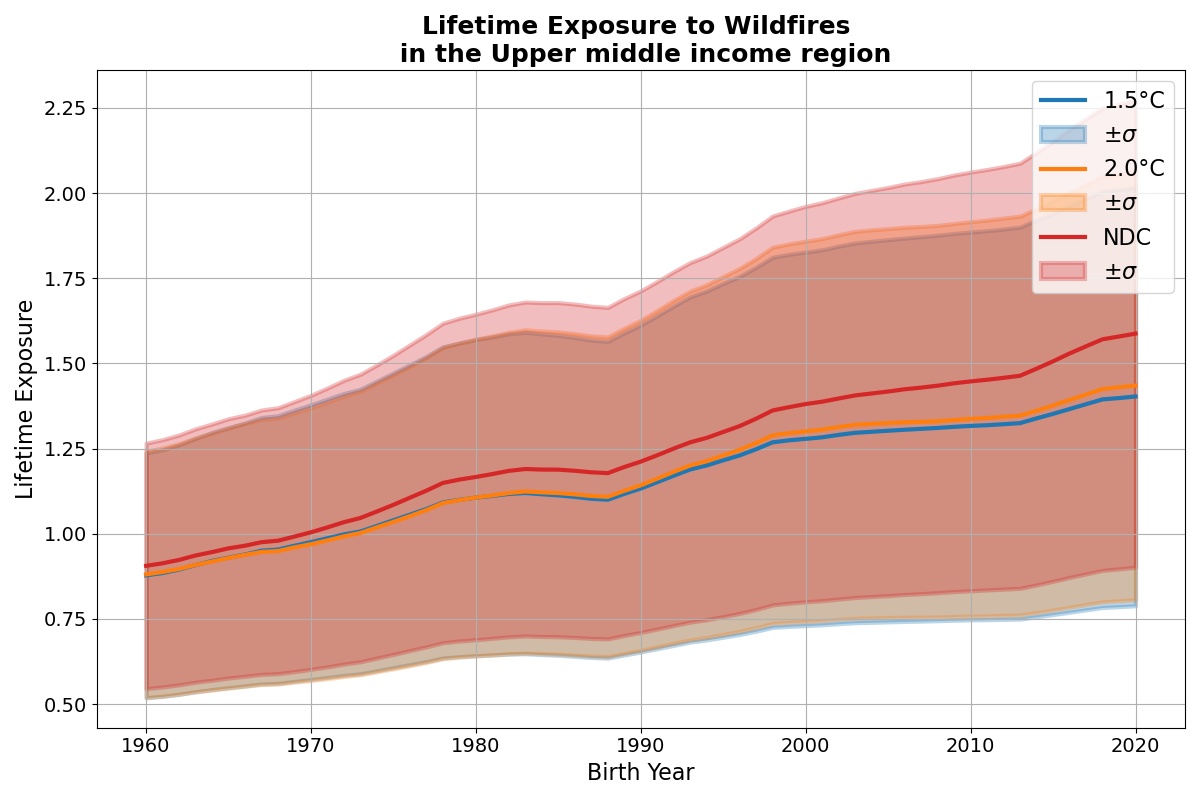 Lifetime Exposure to Wildfires
in the Upper middle income region
1.5°C
±σ
2.0°C
±σ
NDC
±σ
Lifetime Exposure
2.25
2.00
1.75
1.50
1.25
1.00
0.75
0.50
1960
1970
1980
1990
2000
2010
2020
Birth Year